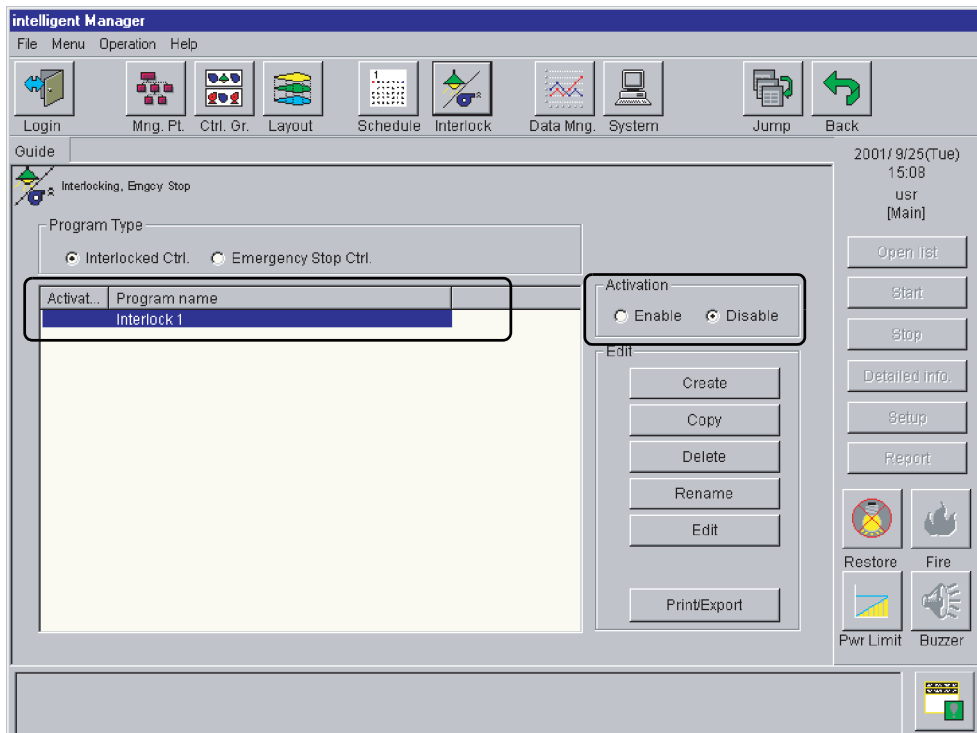 intelligent Manager
File Menu Operation Help
Login Mng. Pt. Ctrl. Gr. Layout Schedule Interlock Data Mng. System Jump Back
Guide
Interlocking, Emgcy Stop
Program Type
Interlocked Ctrl. Emergency Stop Ctrl.
Activat... Program name
Interlock 1
Activation
Enable Disable
Edit
Create
Copy
Delete
Rename
Edit
Print/Export
2001/ 9/25(Tue)
15:08
usr
[Main]
Open list
Start
Stop
Detailed info.
Setup
Report
Restore Fire
Pwr Limit Buzzer